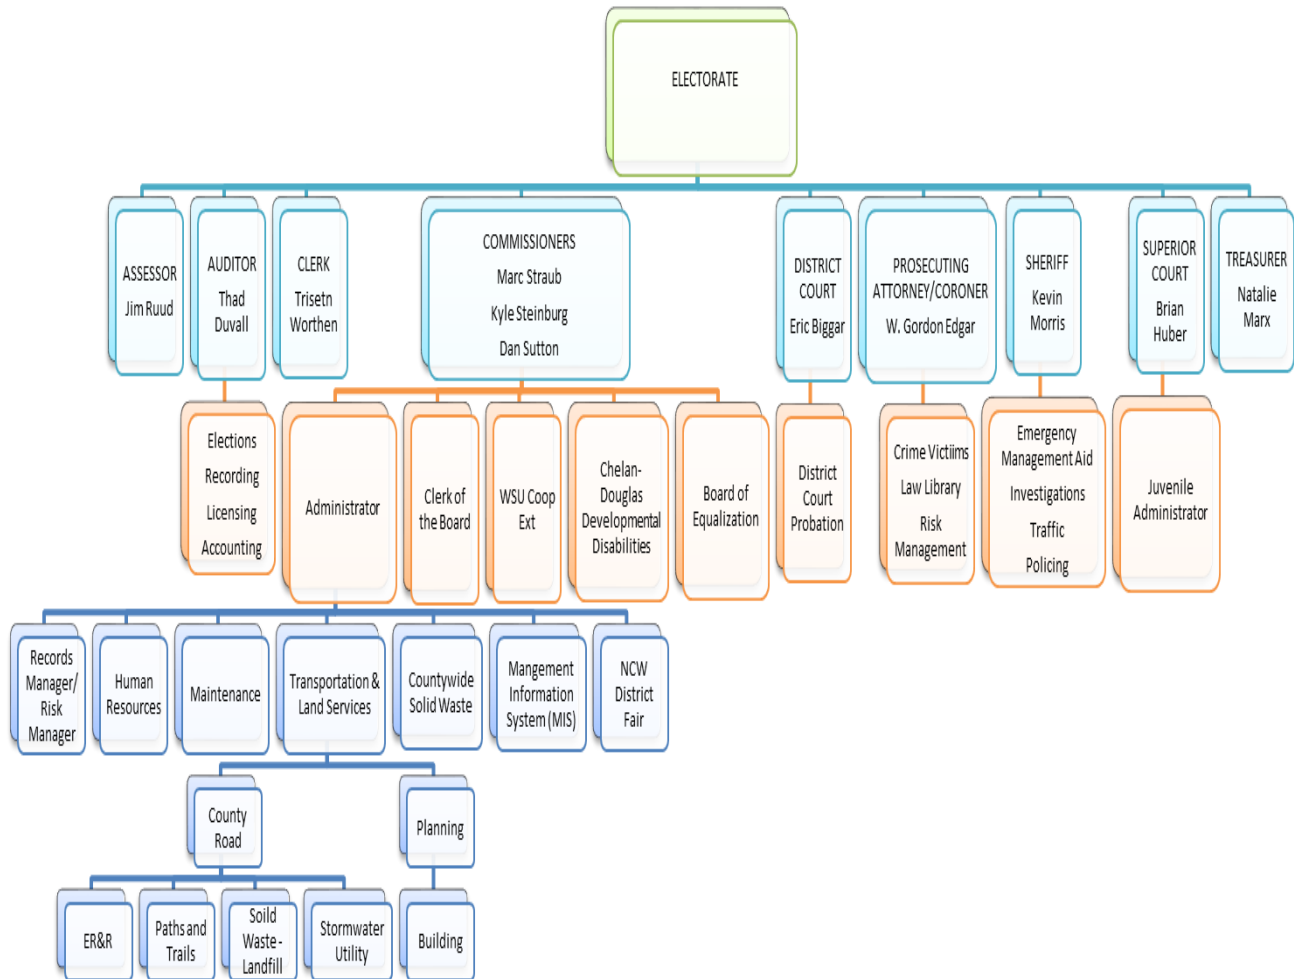 ELECTORATE
ASSESSOR
Jim Ruud
AUDITOR
Thad
Duvall
CLERK
Trisetn
Worthen
COMMISSIONERS
Marc Straub
Kyle Steinburg
Dan Sutton
DISTRICT
COURT
Eric Biggar
PROSECUTING
ATTORNEY/CORONER
W. Gordon Edgar
SHERIFF
Kevin
Morris
SUPERIOR
COURT
Brian
Huber
TREASURER
Natalie
Marx
Elections
Recording
Licensing
Accounting
Administrator
Clerk of
the Board
WSU Coop
Ext
Chelan-
Douglas
Developmental
Disabilities
Board of
Equalization
District
Court
Probation
Crime Victiims
Law Library
Risk
Management
Emergency
Management Aid
Investigations
Traffic
Policing
Juvenile
Administrator
Records
Manager/
Risk
Manager
Human
Resources
Maintenance
Transportation &
Land Services
Countywide
Solid Waste
Mangement
Information
System (MIS)
NCW
District
Fair
County
Road
Planning
ER&R
Paths and
Trails
Soild
Waste -
Landfill
Stormwater
Utility
Building